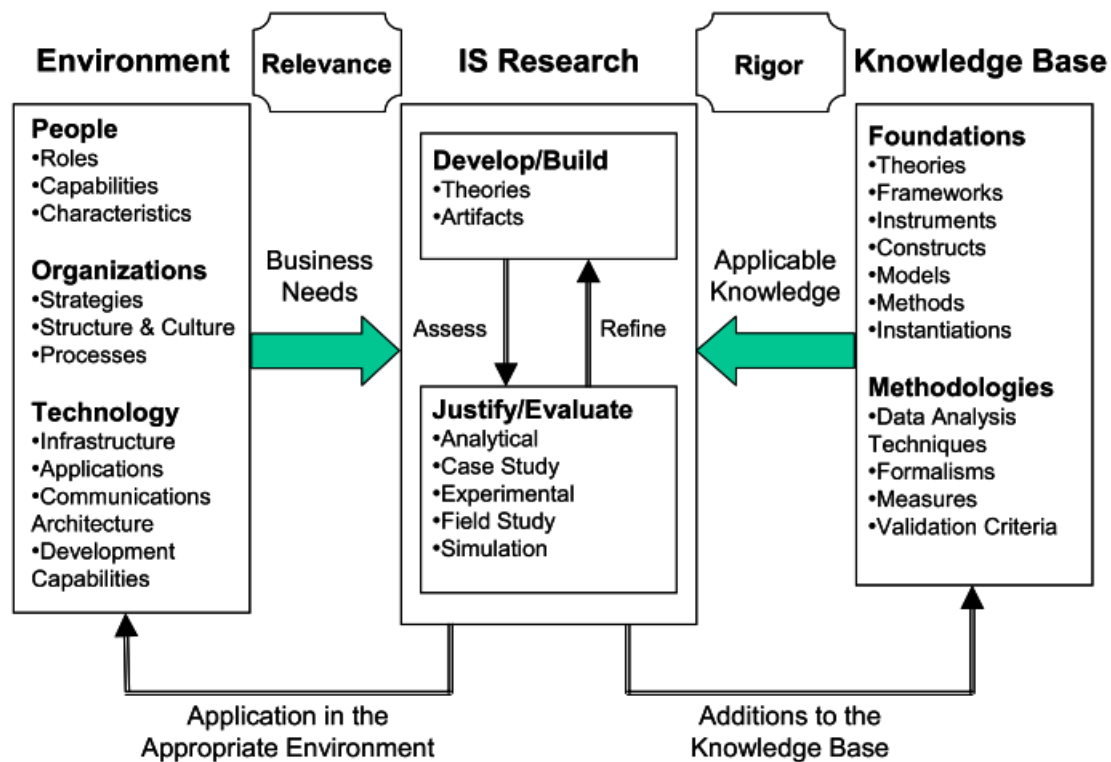 Environment
Relevance
IS Research
Rigor
Knowledge Base
People
•Roles
•Capabilities
•Characteristics
Organizations
•Strategies
•Structure & Culture
•Processes
Technology
•Infrastructure
•Applications
•Communications
Architecture
•Development
Capabilities
Business
Needs
Develop/Build
•Theories
•Artifacts
Assess
Refine
Justify/Evaluate
•Analytical
•Case Study
•Experimental
•Field Study
•Simulation
Applicable
Knowledge
Foundations
•Theories
•Frameworks
•Instruments
•Constructs
•Models
•Methods
•Instantiations
Methodologies
•Data Analysis
Techniques
•Formalisms
•Measures
•Validation Criteria
Application in the
Appropriate Environment
Additions to the
Knowledge Base